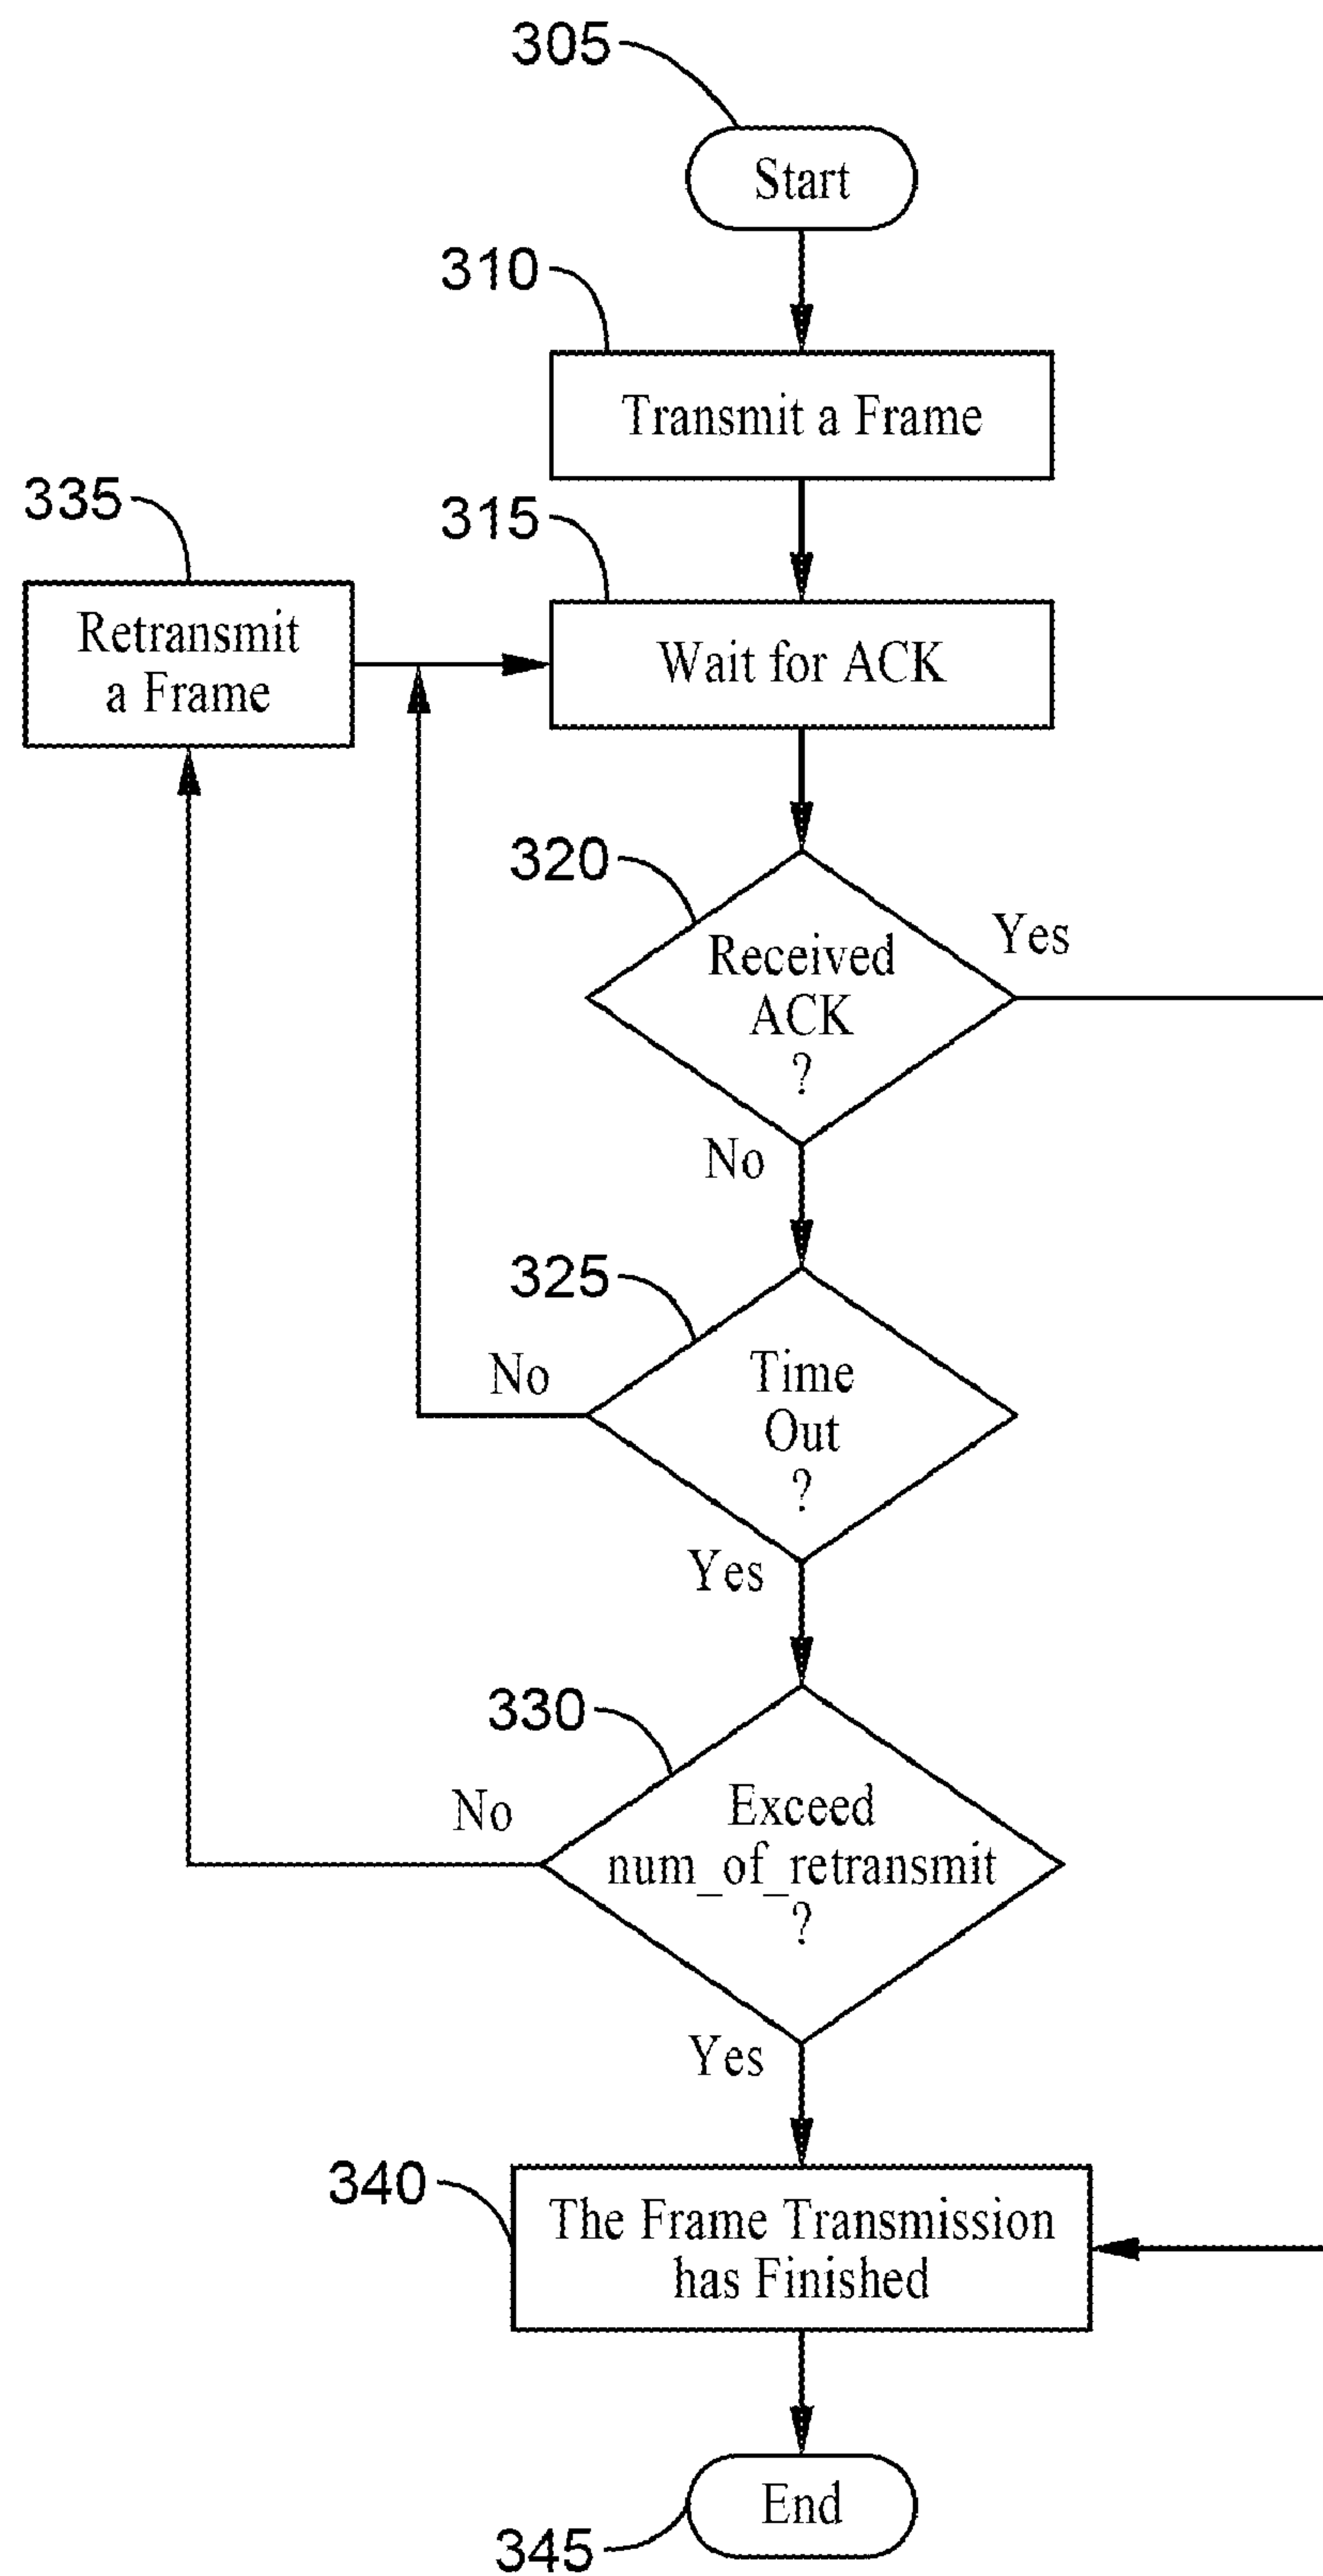 305
Start
310
Transmit a Frame
335
315
Retransmit
a Frame
Wait for ACK
320
Received
ACK
?
Yes
No
325
Time
Out
?
No
Yes
330
Exceed
num_of_retransmit
?
No
Yes
340
The Frame Transmission
has Finished
End
345